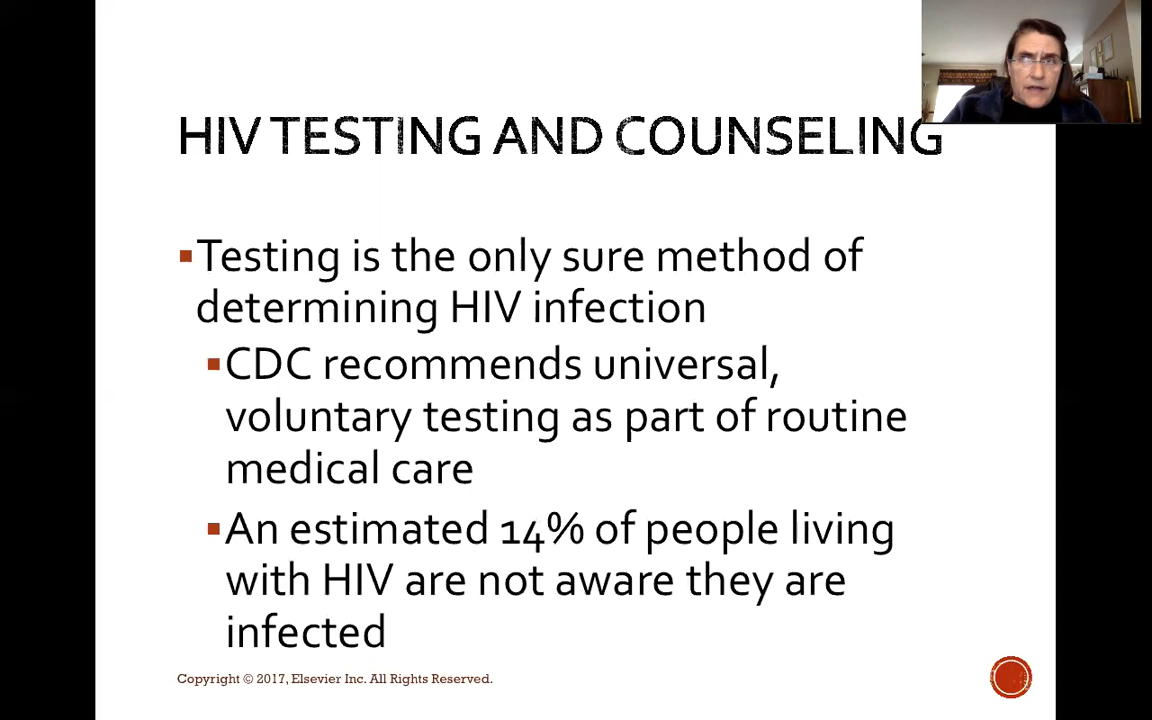 HIV TESTING AND COUNSELING
▪Testing is the only sure method of
determining HIV infection
▪CDC recommends universal,
voluntary testing as part of routine
medical care
▪An estimated 14% of people living
with HIV are not aware they are
infected
Copyright © 2017, Elsevier Inc. All Rights Reserved.